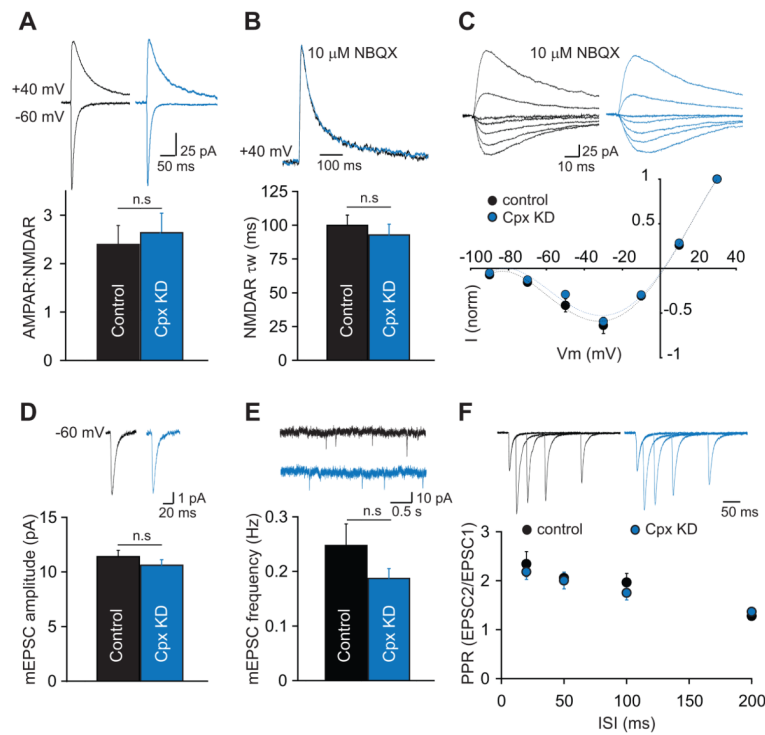 A
+40 mV
-60 mV
25 pA
50 ms
n.s
AMPAR:NMDAR
3
2
1
0
Control
Cpx KD
B
10 µM NBQX
+40 mV
100 ms
n.s
NMDAR τw (ms)
125
100
75
50
25
0
Control
Cpx KD
C
10 µM NBQX
25 pA
10 ms
control
Cpx KD
1
0.5
-100 -80 -60 -40 -20 0 20 40
-0.5
-1
I (norm)
Vm (mV)
D
-60 mV
1 pA
20 ms
n.s
mEPSC amplitude (pA)
15
10
5
0
Control
Cpx KD
E
10 pA
0.5 s
n.s
mEPSC frequency (Hz)
0.3
0.2
0.1
0
Control
Cpx KD
F
50 ms
control
Cpx KD
PPR (EPSC2/EPSC1)
3
2
1
0
0 50 100 150 200
ISI (ms)